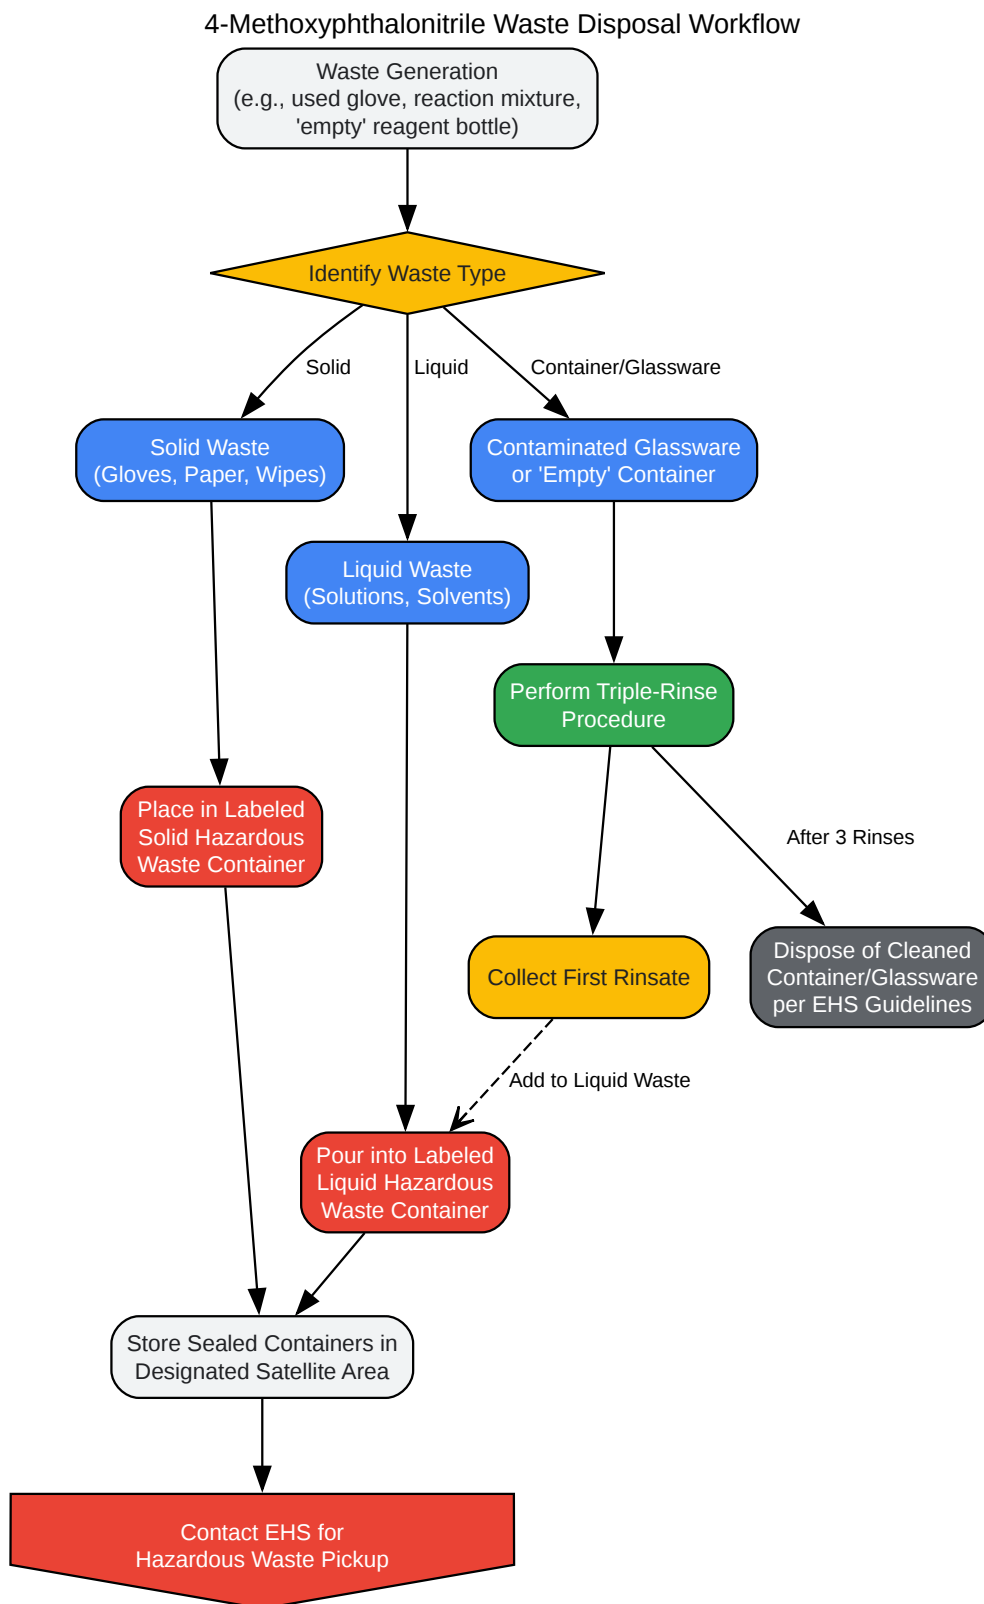 4-Methoxyphthalonitrile Waste Disposal Workflow
Waste Generation
(e.g., used glove, reaction mixture,
'empty' reagent bottle)
Identify Waste Type
Solid
Liquid
Container/Glassware
Solid Waste
(Gloves, Paper, Wipes)
Contaminated Glassware
or 'Empty' Container
Liquid Waste
(Solutions, Solvents)
Perform Triple-Rinse
Procedure
Place in Labeled
Solid Hazardous
Waste Container
After 3 Rinses
Collect First Rinsate
Dispose of Cleaned
Container/Glassware
per EHS Guidelines
Add to Liquid Waste
Pour into Labeled
Liquid Hazardous
Waste Container
Store Sealed Containers in
Designated Satellite Area
Contact EHS for
Hazardous Waste Pickup